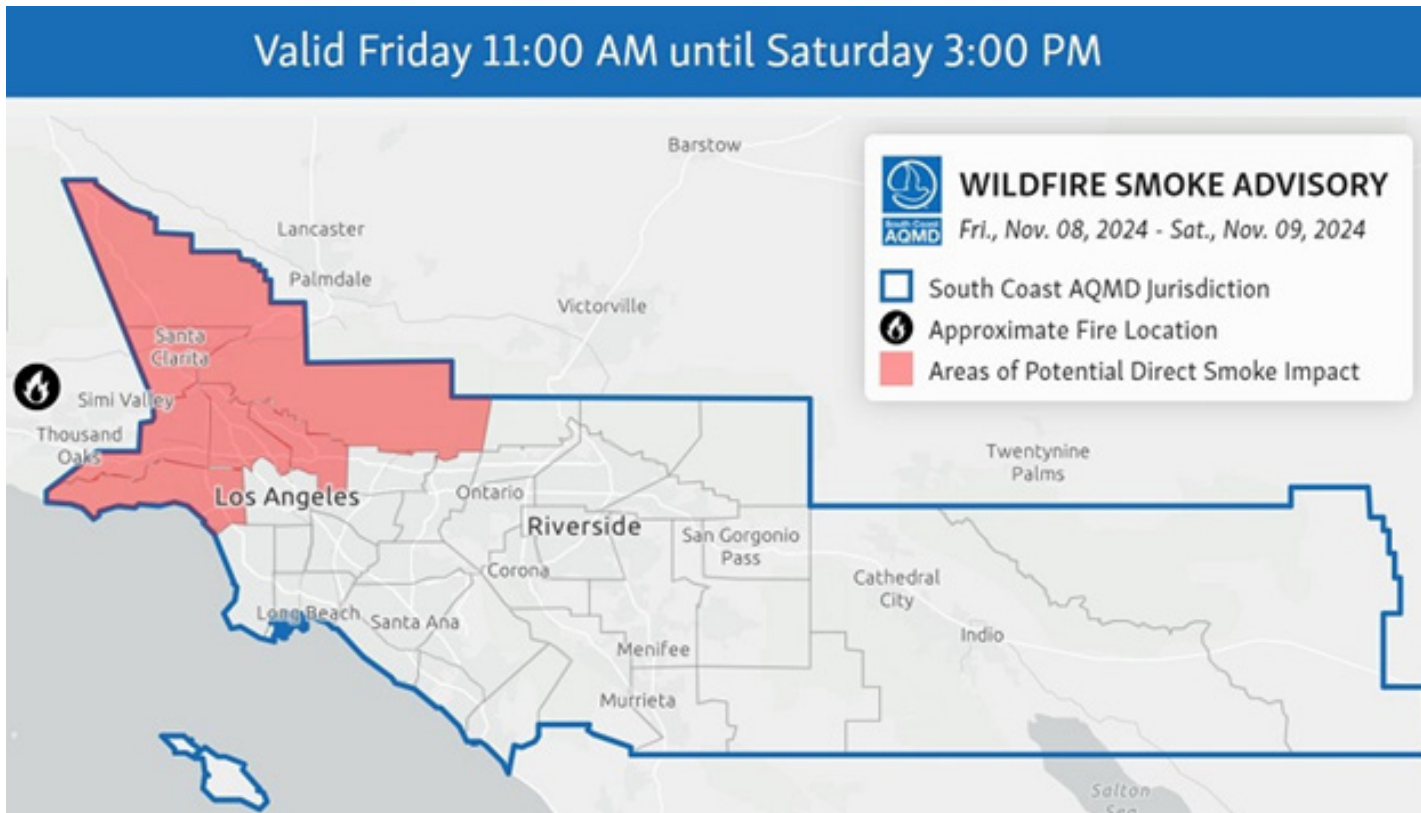 Valid Friday 11:00 AM until Saturday 3:00 PM
Barstow
WILDFIRE SMOKE ADVISORY
Fri., Nov. 08, 2024 - Sat., Nov. 09, 2024
South Coast
AQMD
South Coast AQMD Jurisdiction
Approximate Fire Location
Areas of Potential Direct Smoke Impact
Lancaster
Palmdale
Victorville
Santa
Clarita
Simi Valley
Thousand
Oaks
Twentynine
Palms
Los Angeles
Ontario
Riverside
San Gorgonio
Pass
Corona
Cathedral
City
Long Beach
Santa Ana
Indio
Menifee
Murrieta
Salton
Sea